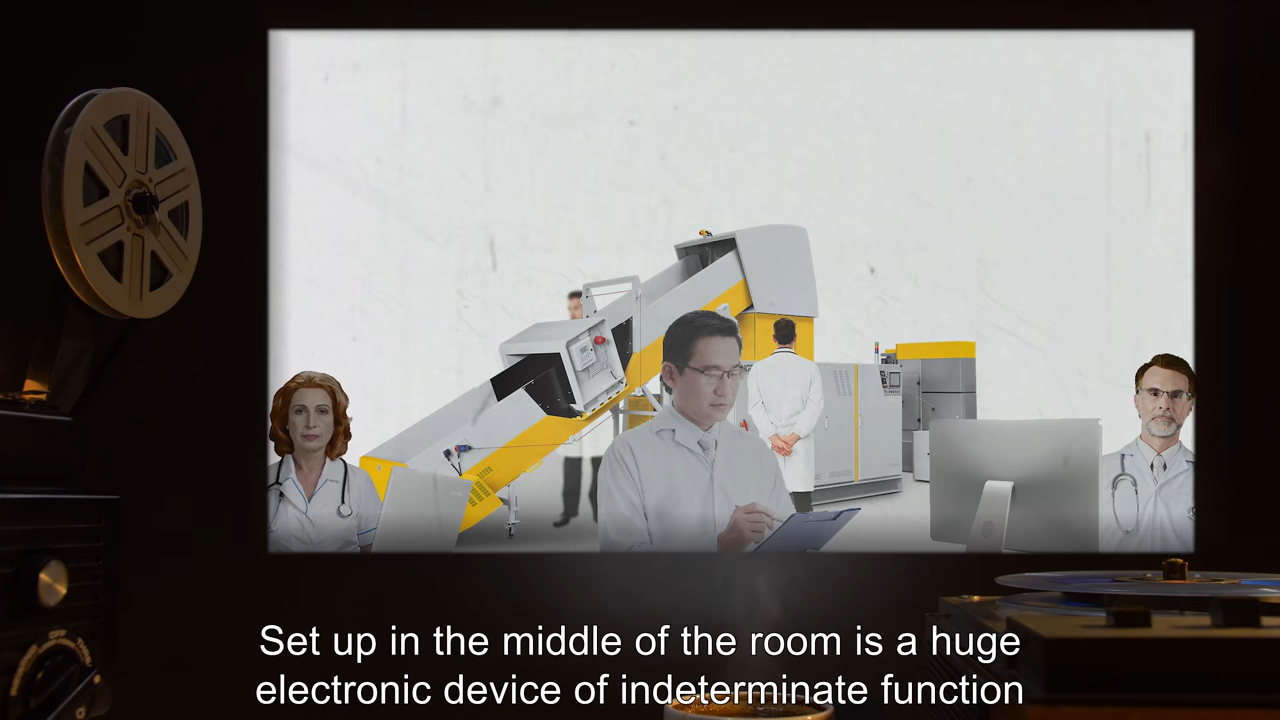 Set up in the middle of the room is a huge
electronic device of indeterminate function